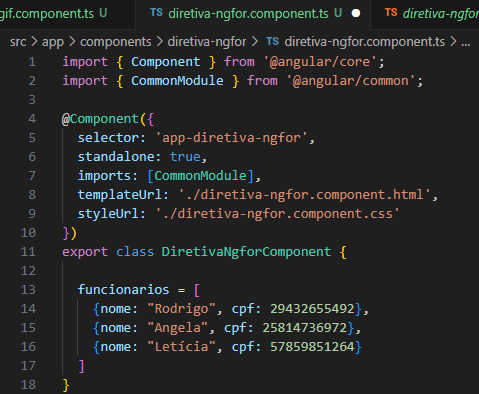 gif.component.ts U
TS diretiva-ngfor.component.ts U
TS diretiva-ngfor
src > app > components > diretiva-ngfor > TS diretiva-ngfor.component.ts > ...
1 import { Component } from '@angular/core';
2 import { CommonModule } from '@angular/common';
3
4 @Component({
5 selector: 'app-diretiva-ngfor',
6 standalone: true,
7 imports: [CommonModule],
8 templateUrl: './diretiva-ngfor.component.html',
9 styleUrl: './diretiva-ngfor.component.css'
10 })
11 export class DiretivaNgforComponent {
12
13 funcionarios = [
14 {nome: "Rodrigo", cpf: 29432655492},
15 {nome: "Angela", cpf: 25814736972},
16 {nome: "Letícia", cpf: 57859851264}
17 ]
18 }